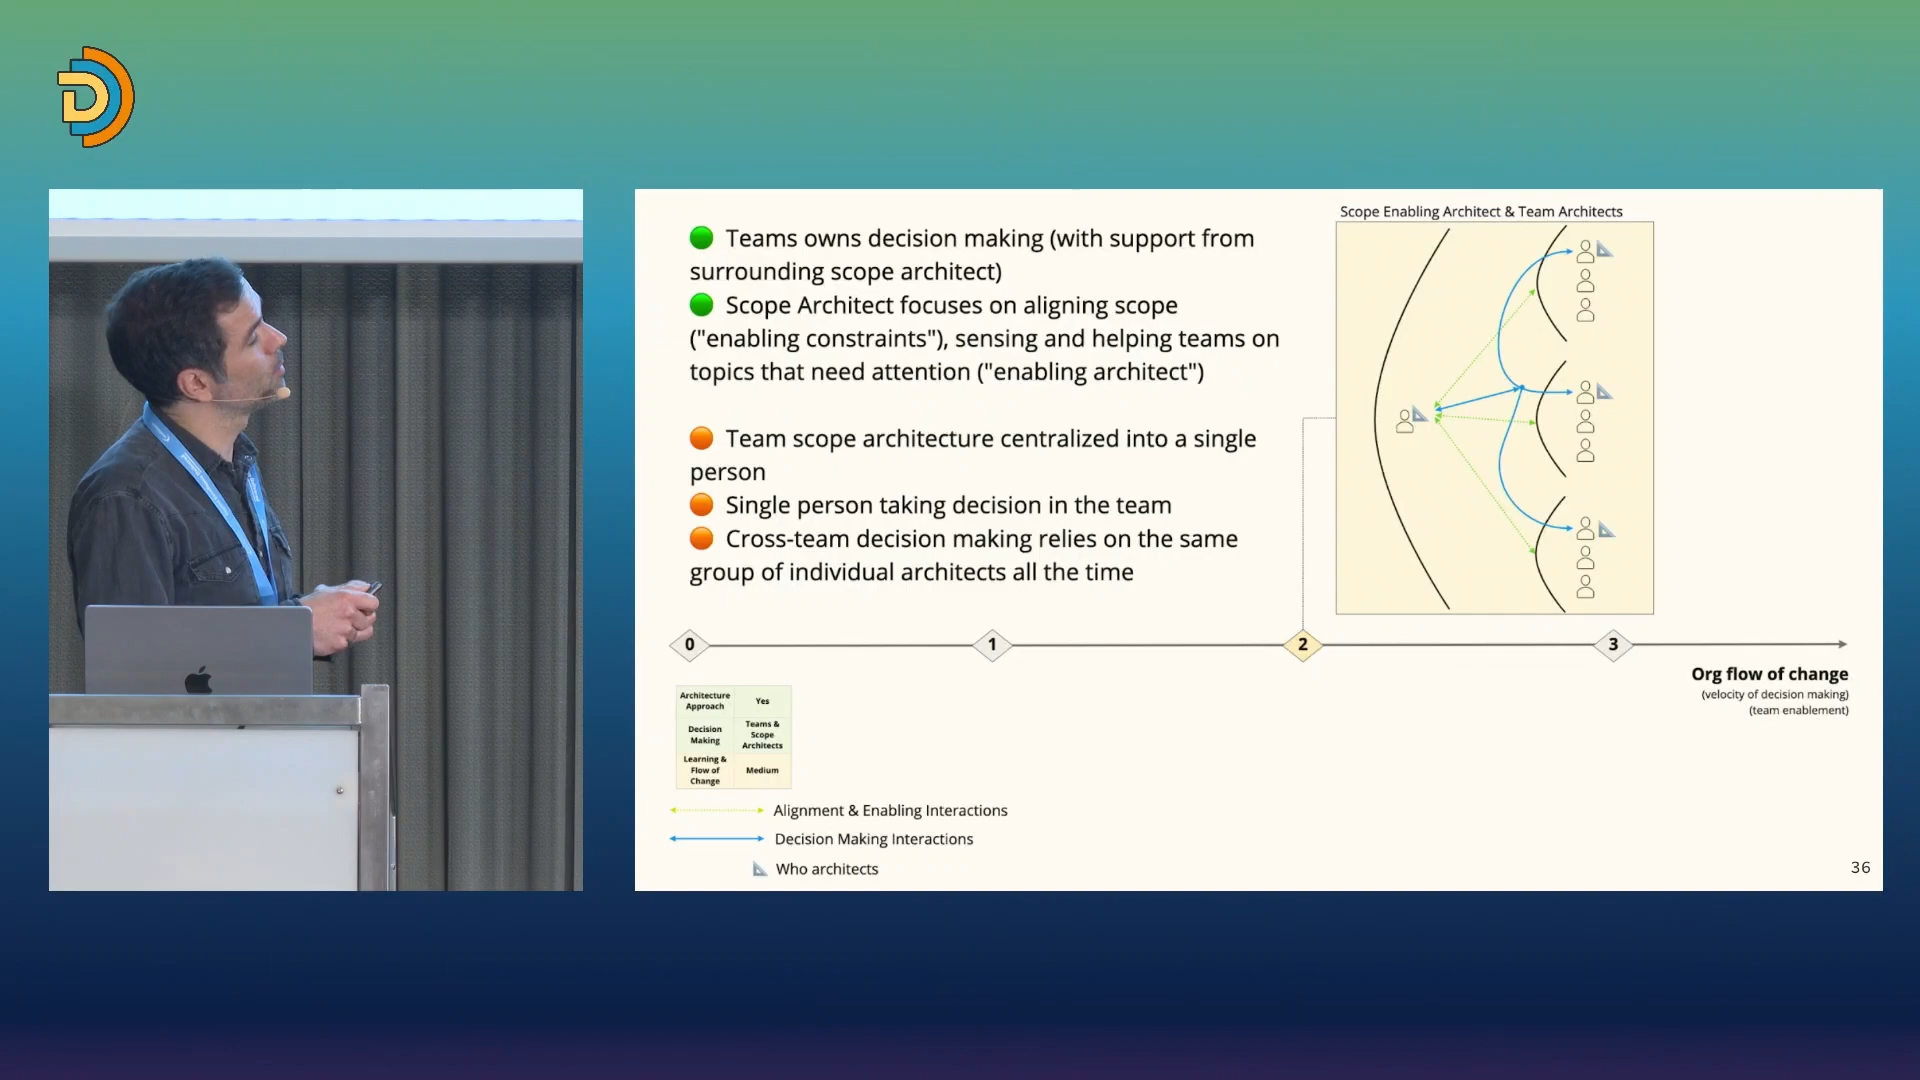 Scope Enabling Architect & Team Architects
Teams owns decision making (with support from
surrounding scope architect)
Scope Architect focuses on aligning scope
("enabling constraints"), sensing and helping teams on
topics that need attention ("enabling architect")
Team scope architecture centralized into a single
person
Single person taking decision in the team
Cross-team decision making relies on the same
group of individual architects all the time
0
1
2
3
Org flow of change
(velocity of decision making)
(team enablement)
Architecture
Approach
Yes
Decision
Making
Teams &
Scope
Architects
Learning &
Flow of
Change
Medium
Alignment & Enabling Interactions
Decision Making Interactions
Who architects
36